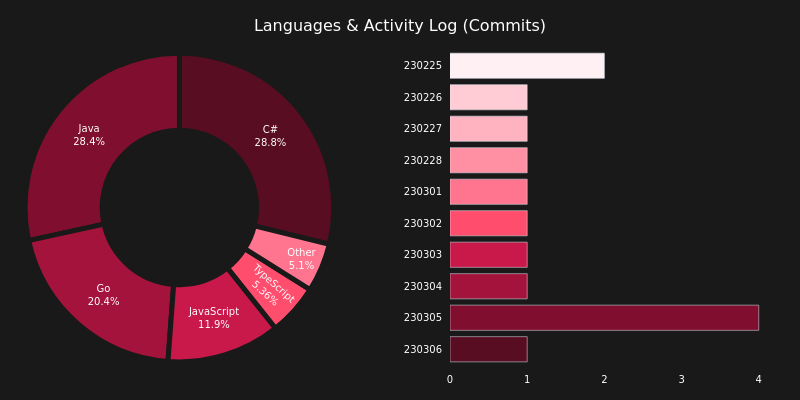 Languages & Activity Log (Commits)
C#
28.8%
Java
28.4%
Go
20.4%
JavaScript
11.9%
TypeScript
5.36%
Other
5.1%
230225
230226
230227
230228
230301
230302
230303
230304
230305
230306
0 1 2 3 4